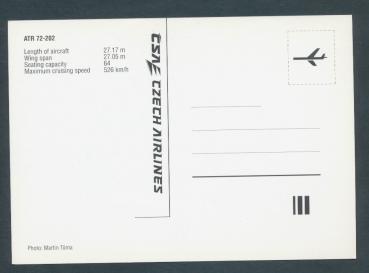 ATR 72-202
Length of aircraft 27.17 m
Wing span 27.05 m
Seating capacity 64
Maximum cruising speed 526 km/h
ČSA CZECH AIRLINES
Photo: Martin Tůma